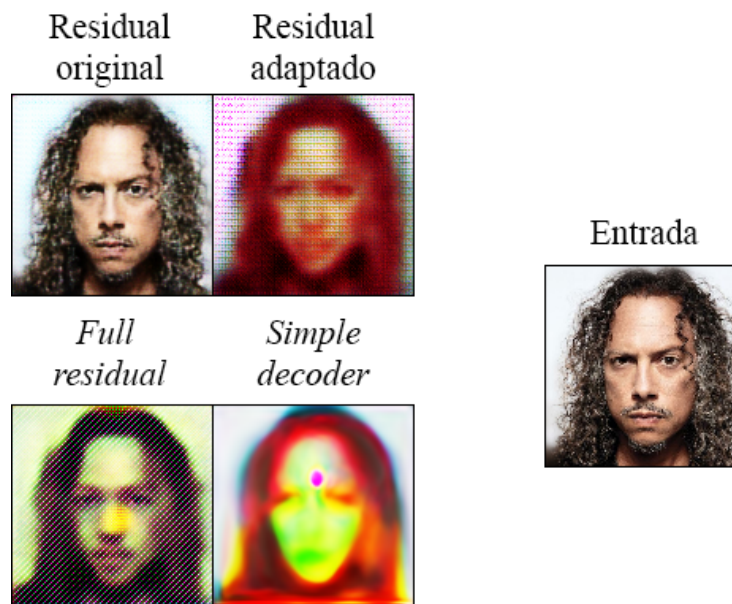 Residual
original
Residual
adaptado
Full
residual
Simple
decoder
Entrada